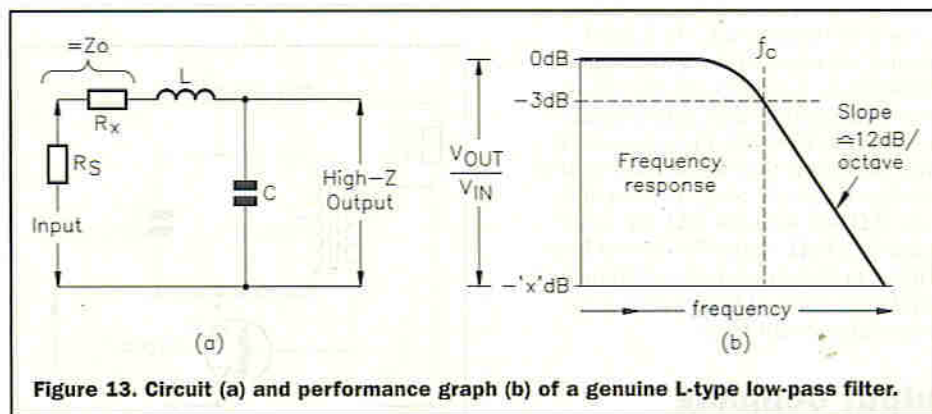 =Zo
L
Rx
RS
C
Input
High-Z
Output
(a)
VOUT
VIN
0dB
-3dB
-'x'dB
fc
Frequency
response
Slope
≏12dB/
octave
frequency
(b)
Figure 13. Circuit (a) and performance graph (b) of a genuine L-type low-pass filter.